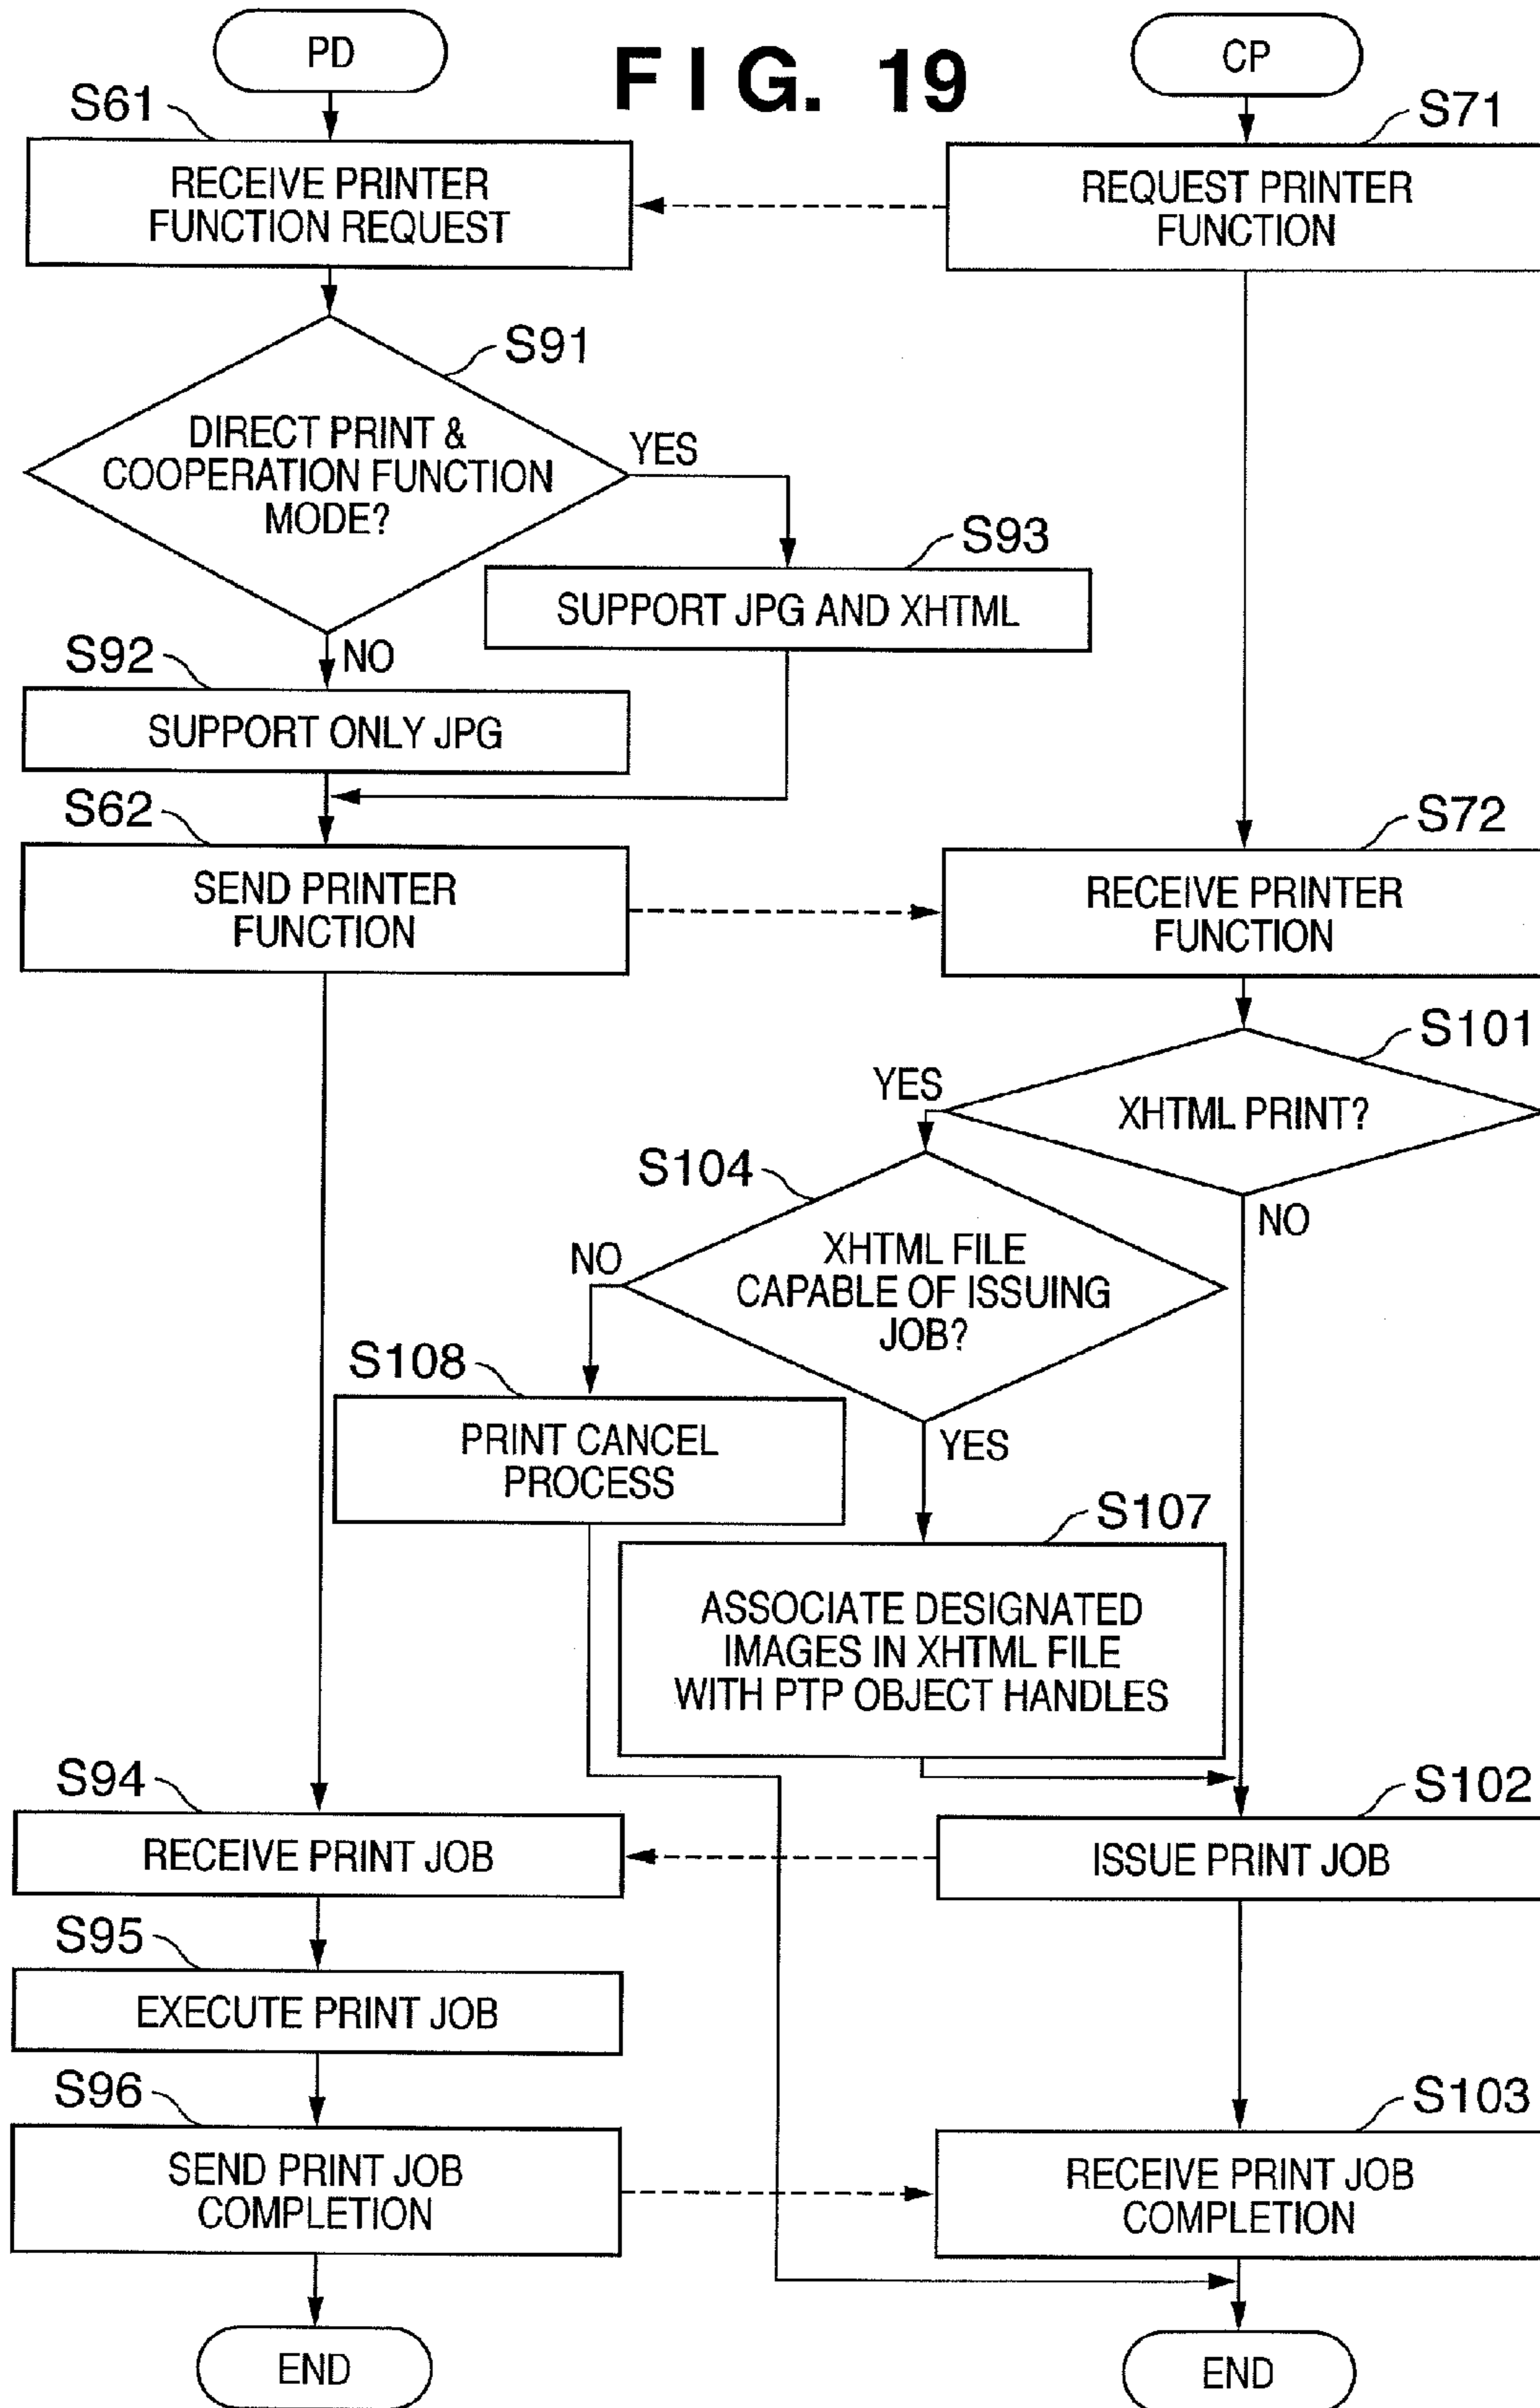 PD
FIG. 19
CP
S61
S71
RECEIVE PRINTER
FUNCTION REQUEST
REQUEST PRINTER
FUNCTION
S91
DIRECT PRINT &
COOPERATION FUNCTION
MODE?
YES
S93
SUPPORT JPG AND XHTML
NO
S92
SUPPORT ONLY JPG
S62
S72
SEND PRINTER
FUNCTION
RECEIVE PRINTER
FUNCTION
S101
YES
XHTML PRINT?
NO
S104
NO
XHTML FILE
CAPABLE OF ISSUING
JOB?
YES
S108
PRINT CANCEL
PROCESS
S107
ASSOCIATE DESIGNATED
IMAGES IN XHTML FILE
WITH PTP OBJECT HANDLES
S94
S102
RECEIVE PRINT JOB
ISSUE PRINT JOB
S95
EXECUTE PRINT JOB
S96
S103
SEND PRINT JOB
COMPLETION
RECEIVE PRINT JOB
COMPLETION
END
END